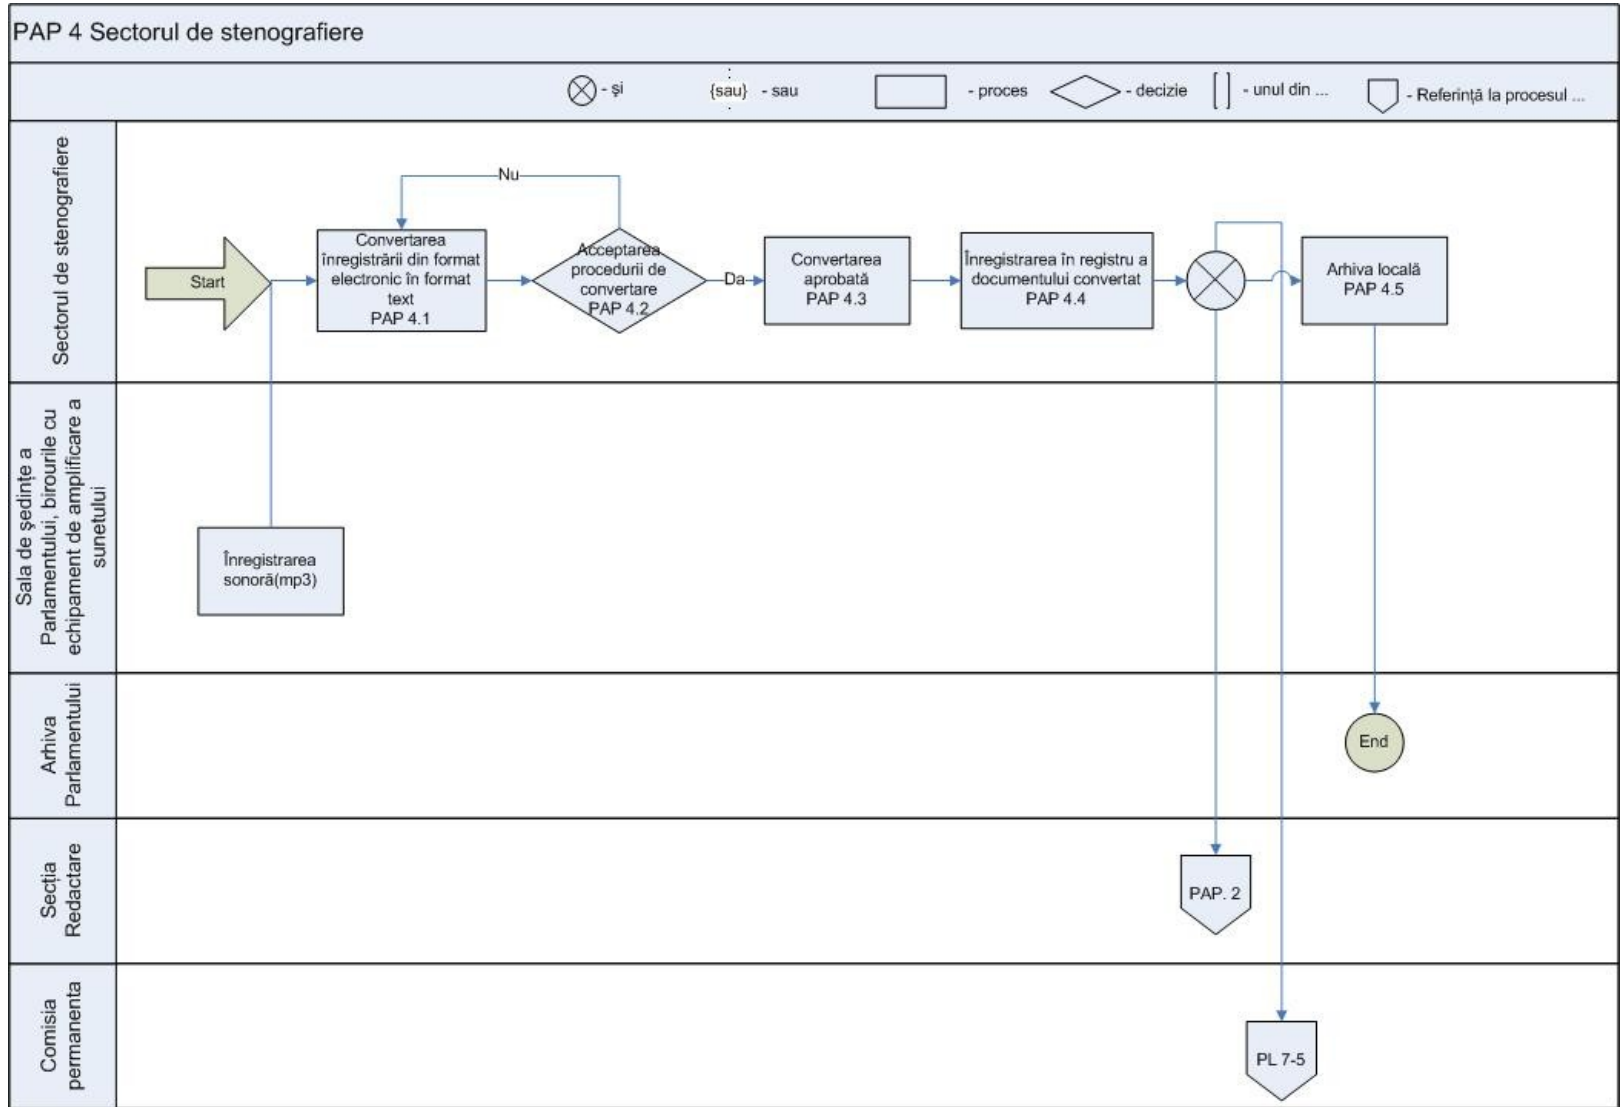 PAP 4 Sectorul de stenografiere
- și
{sau} - sau
- proces
- decizie
- unul din ...
- Referință la procesul ...
Sectorul de stenografiere
Start
Convertarea
înregistrării din format
electronic în format
text
PAP 4.1
Nu
Acceptarea
procedurii de
convertare
PAP 4.2
Da
Convertarea
aprobată
PAP 4.3
Înregistrarea în registru a
documentului convertat
PAP 4.4
Arhiva locală
PAP 4.5
Sala de ședințe a
Parlamentului, birourile cu
echipament de amplificare a
sunetului
Înregistrarea
sonoră(mp3)
Arhiva
Parlamentului
End
Secția
Redactare
PAP. 2
Comisia
permanenta
PL 7-5